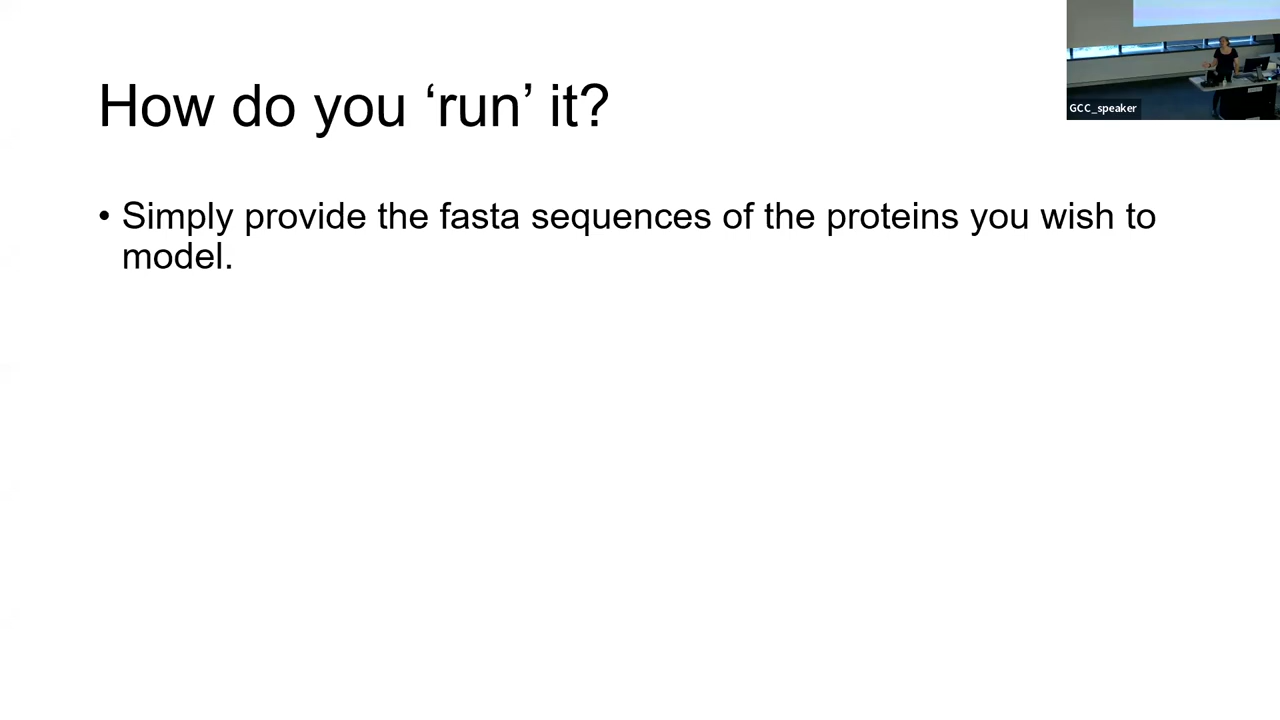 How do you ‘run’ it?
GCC_speaker
• Simply provide the fasta sequences of the proteins you wish to
model.